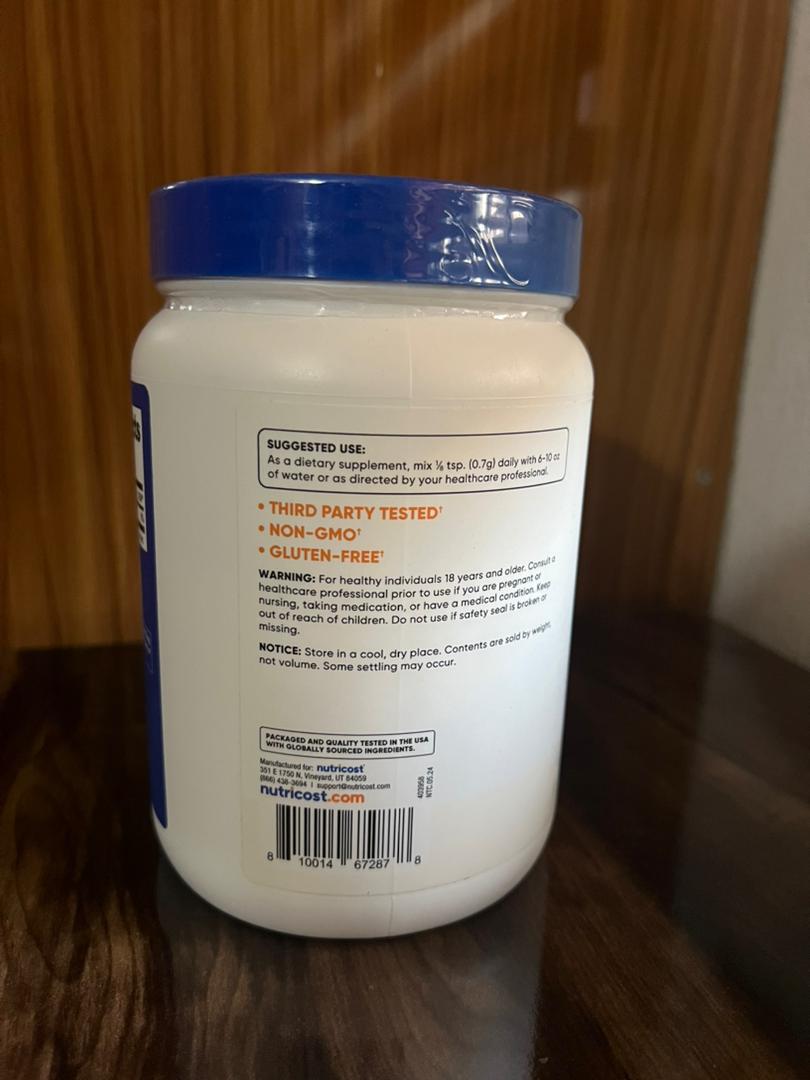 SUGGESTED USE:
As a dietary supplement, mix ⅛ tsp. (0.7g) daily with 6-10 oz
of water or as directed by your healthcare professional.
• THIRD PARTY TESTED†
• NON-GMO†
• GLUTEN-FREE†
WARNING: For healthy individuals 18 years and older. Consult a
healthcare professional prior to use if you are pregnant or
nursing, taking medication, or have a medical condition. Keep
out of reach of children. Do not use if safety seal is broken or
missing.
NOTICE: Store in a cool, dry place. Contents are sold by weight,
not volume. Some settling may occur.
PACKAGED AND QUALITY TESTED IN THE USA
WITH GLOBALLY SOURCED INGREDIENTS.
Manufactured for: nutricost
351 E 1750 N, Vineyard, UT 84059
(866) 438-3694 | support@nutricost.com
nutricost.com
403958
NTC.05.24
8 10014 67287 8